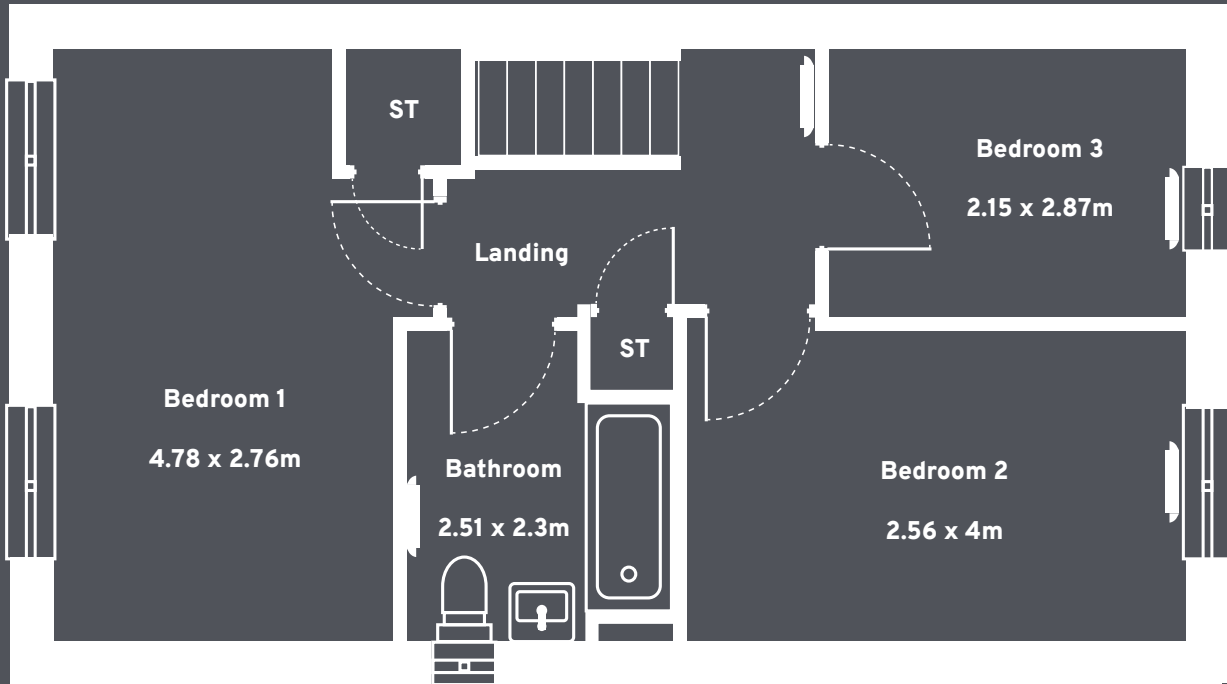 ST
Bedroom 3
2.15 x 2.87m
Landing
ST
Bedroom 1
4.78 x 2.76m
Bathroom
2.51 x 2.3m
Bedroom 2
2.56 x 4m